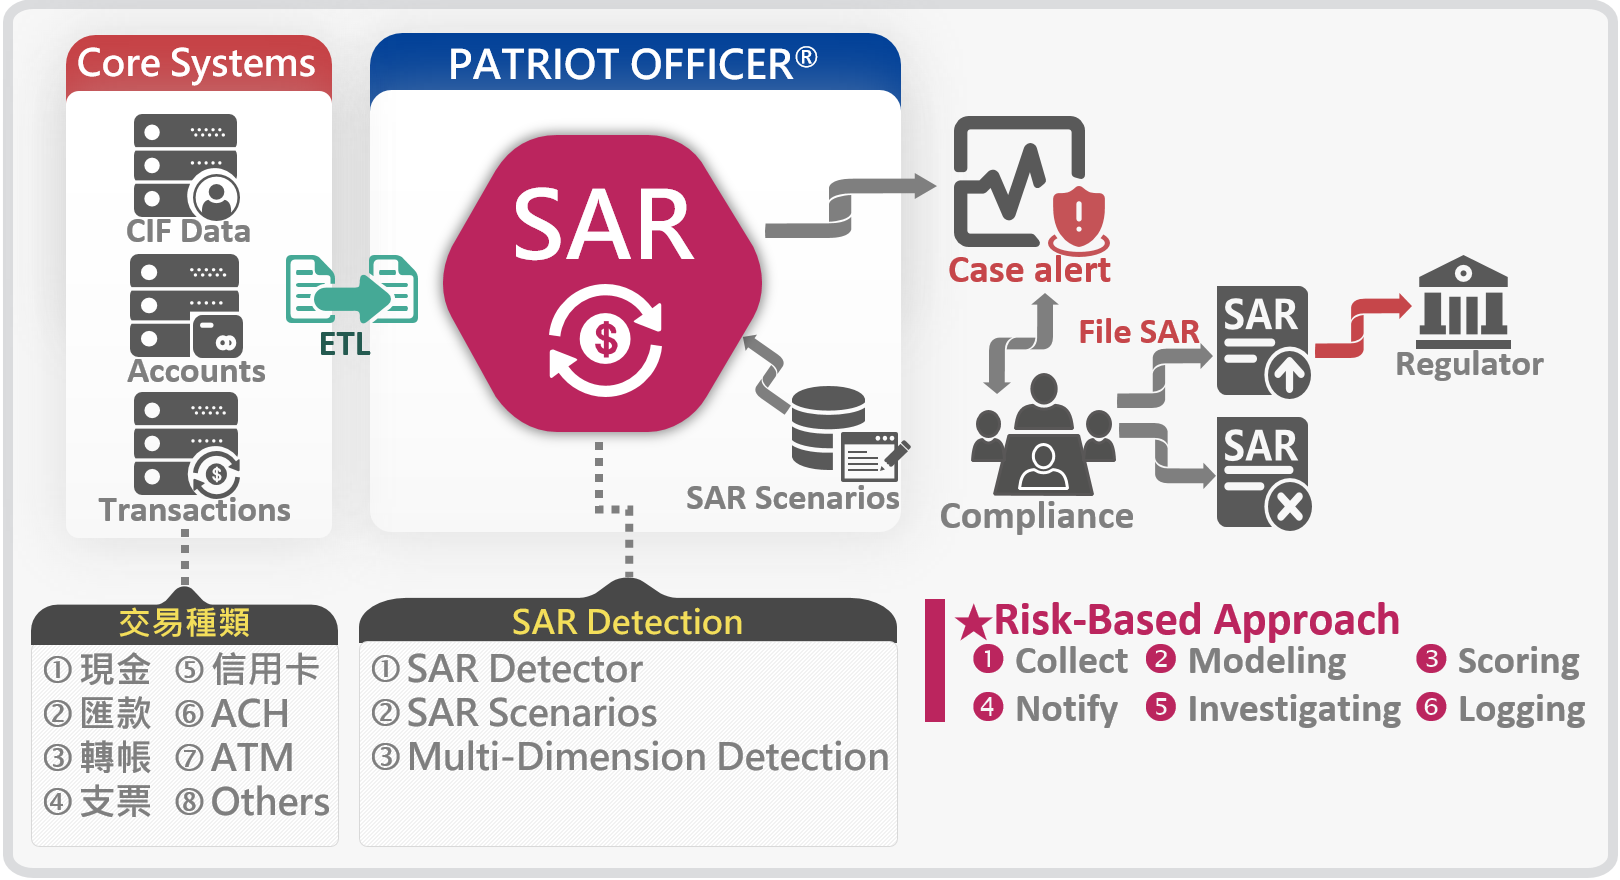 Core Systems
CIF Data
Accounts
$
Transactions
ETL
PATRIOT OFFICER®
SAR
$
SAR Scenarios
!
Case alert
Compliance
File SAR
SAR
SAR
Regulator
交易種類
① 現金 ⑤ 信用卡
② 匯款 ⑥ ACH
③ 轉帳 ⑦ ATM
④ 支票 ⑧ Others
SAR Detection
① SAR Detector
② SAR Scenarios
③ Multi-Dimension Detection
★Risk-Based Approach
❶ Collect ❷ Modeling ❸ Scoring
❹ Notify ❺ Investigating ❻ Logging